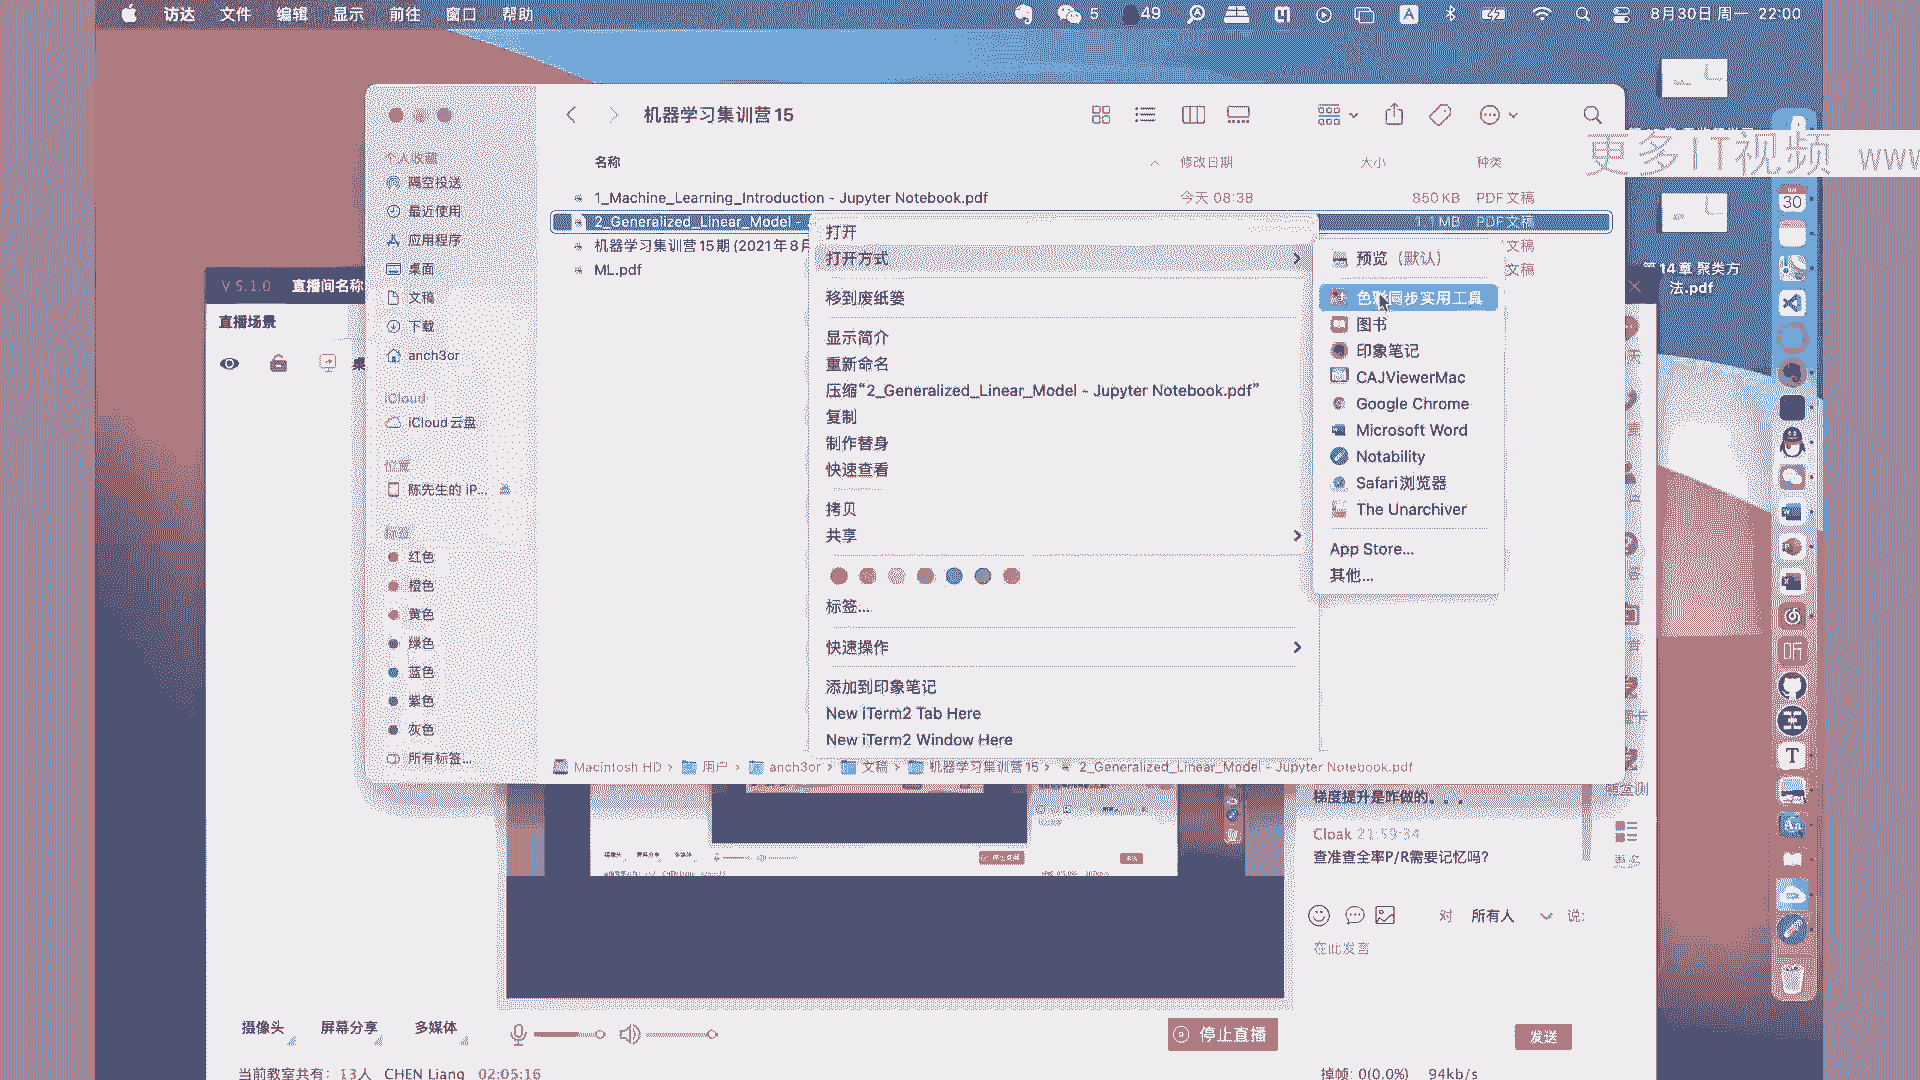 访达 文件 编辑 显示 前往 窗口 帮助
5 49 A 8月30日 周一 22:00
机器学习集训营 15
更多IT视频 www
个人收藏
隔空投送
最近使用
应用程序
桌面
文稿
下载
anch3or
iCloud
iCloud 云盘
位置
陈先生的 iP...
标签
红色
橙色
黄色
绿色
蓝色
紫色
灰色
所有标签...
名称 修改日期 大小 种类
1_Machine_Learning_Introduction - Jupyter Notebook.pdf 今天 08:38 850 KB PDF文稿
2_Generalized_Linear_Model - 1.1 MB PDF文稿
机器学习集训营15期 (2021年8月 文稿
ML.pdf 文稿
打开
打开方式
移到废纸篓
显示简介
重新命名
压缩“2_Generalized_Linear_Model - Jupyter Notebook.pdf”
复制
制作替身
快速查看
拷贝
共享
标签...
快速操作
添加到印象笔记
New iTerm2 Tab Here
New iTerm2 Window Here
预览（默认）
色彩同步实用工具
图书
印象笔记
CAJViewerMac
Google Chrome
Microsoft Word
Notability
Safari浏览器
The Unarchiver
App Store...
其他...
Macintosh HD › 用户 › anch3or › 文稿 › 机器学习集训营15 › 2_Generalized_Linear_Model - Jupyter Notebook.pdf
第14章 聚类方
法.pdf
30
V 5.1.0 直播间名称
直播场景
梯度提升是咋做的。。。
Cloak 21:59:34
查准查全率P/R需要记忆吗?
更多
对 所有人 说:
在此发言
摄像头 屏幕分享 多媒体
停止直播
发送
当前教室共有: 13人 CHEN Liang 02:05:16
掉帧: 0(0.0%) 94kb/s